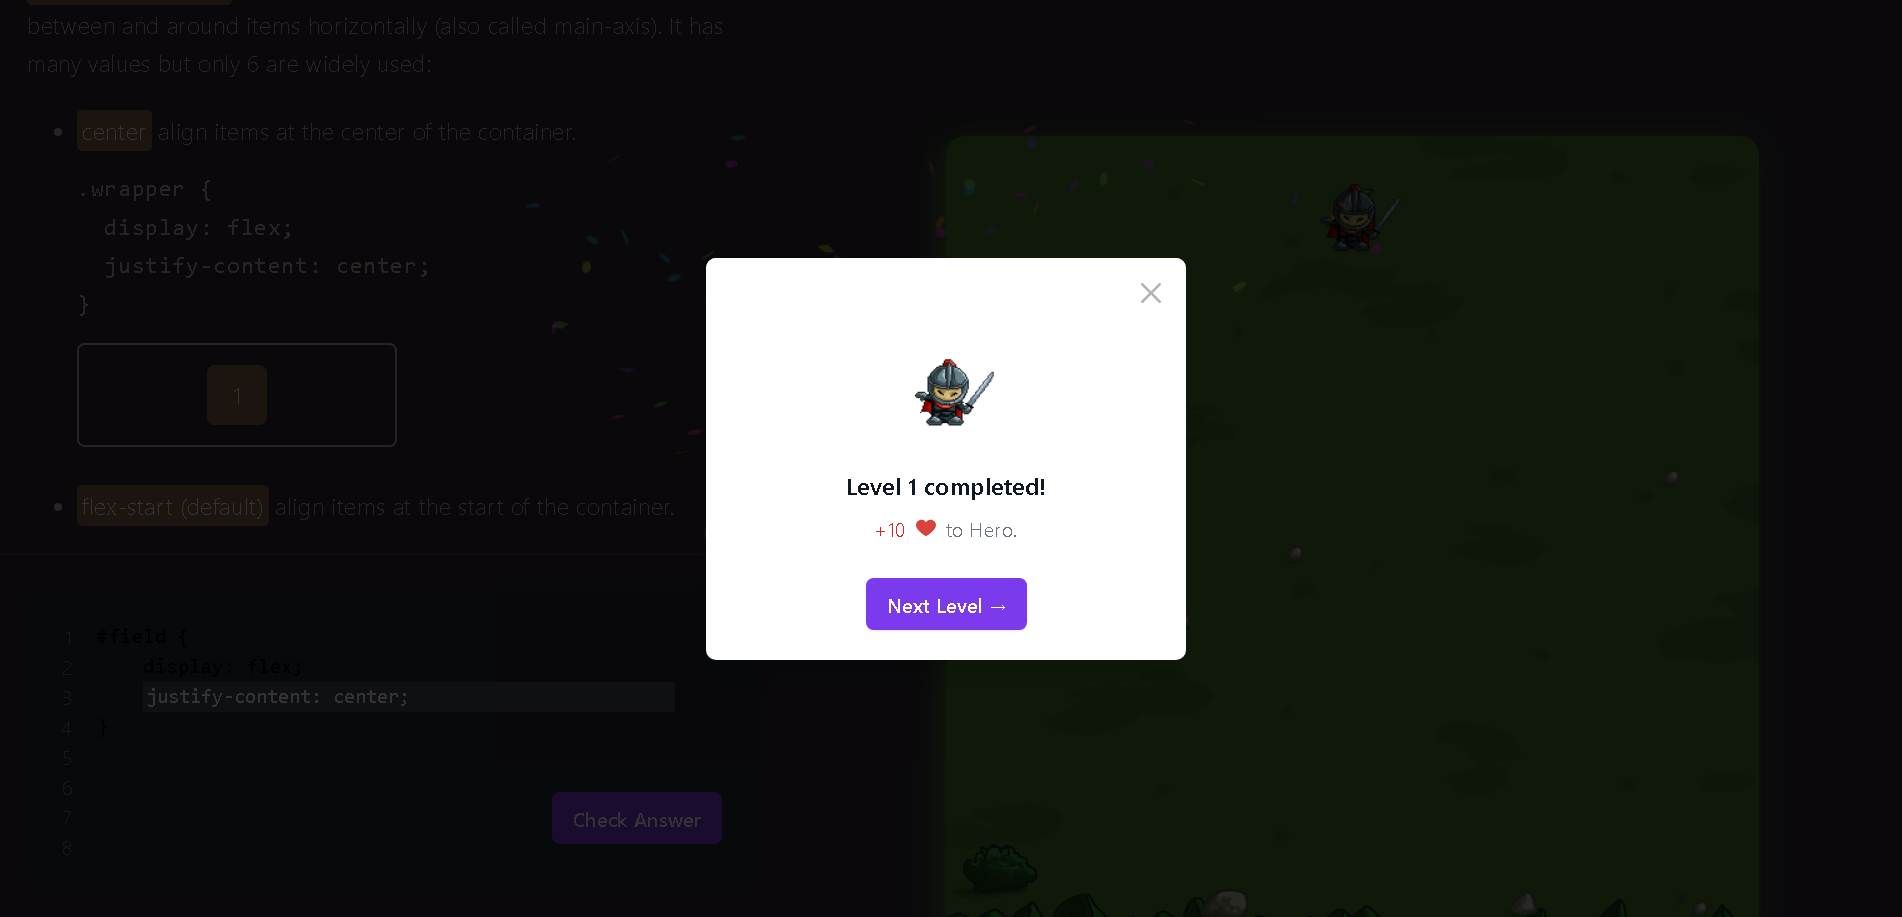 between and around items horizontally (also called main-axis). It has
many values but only 6 are widely used:
center align items at the center of the container.
.wrapper {
display: flex;
justify-content: center;
}
1
flex-start (default) align items at the start of the container.
1 #field {
2 display: flex;
3 justify-content: center;
4 }
5
6
7
8
Check Answer
Level 1 completed!
+10 ❤ to Hero.
Next Level →